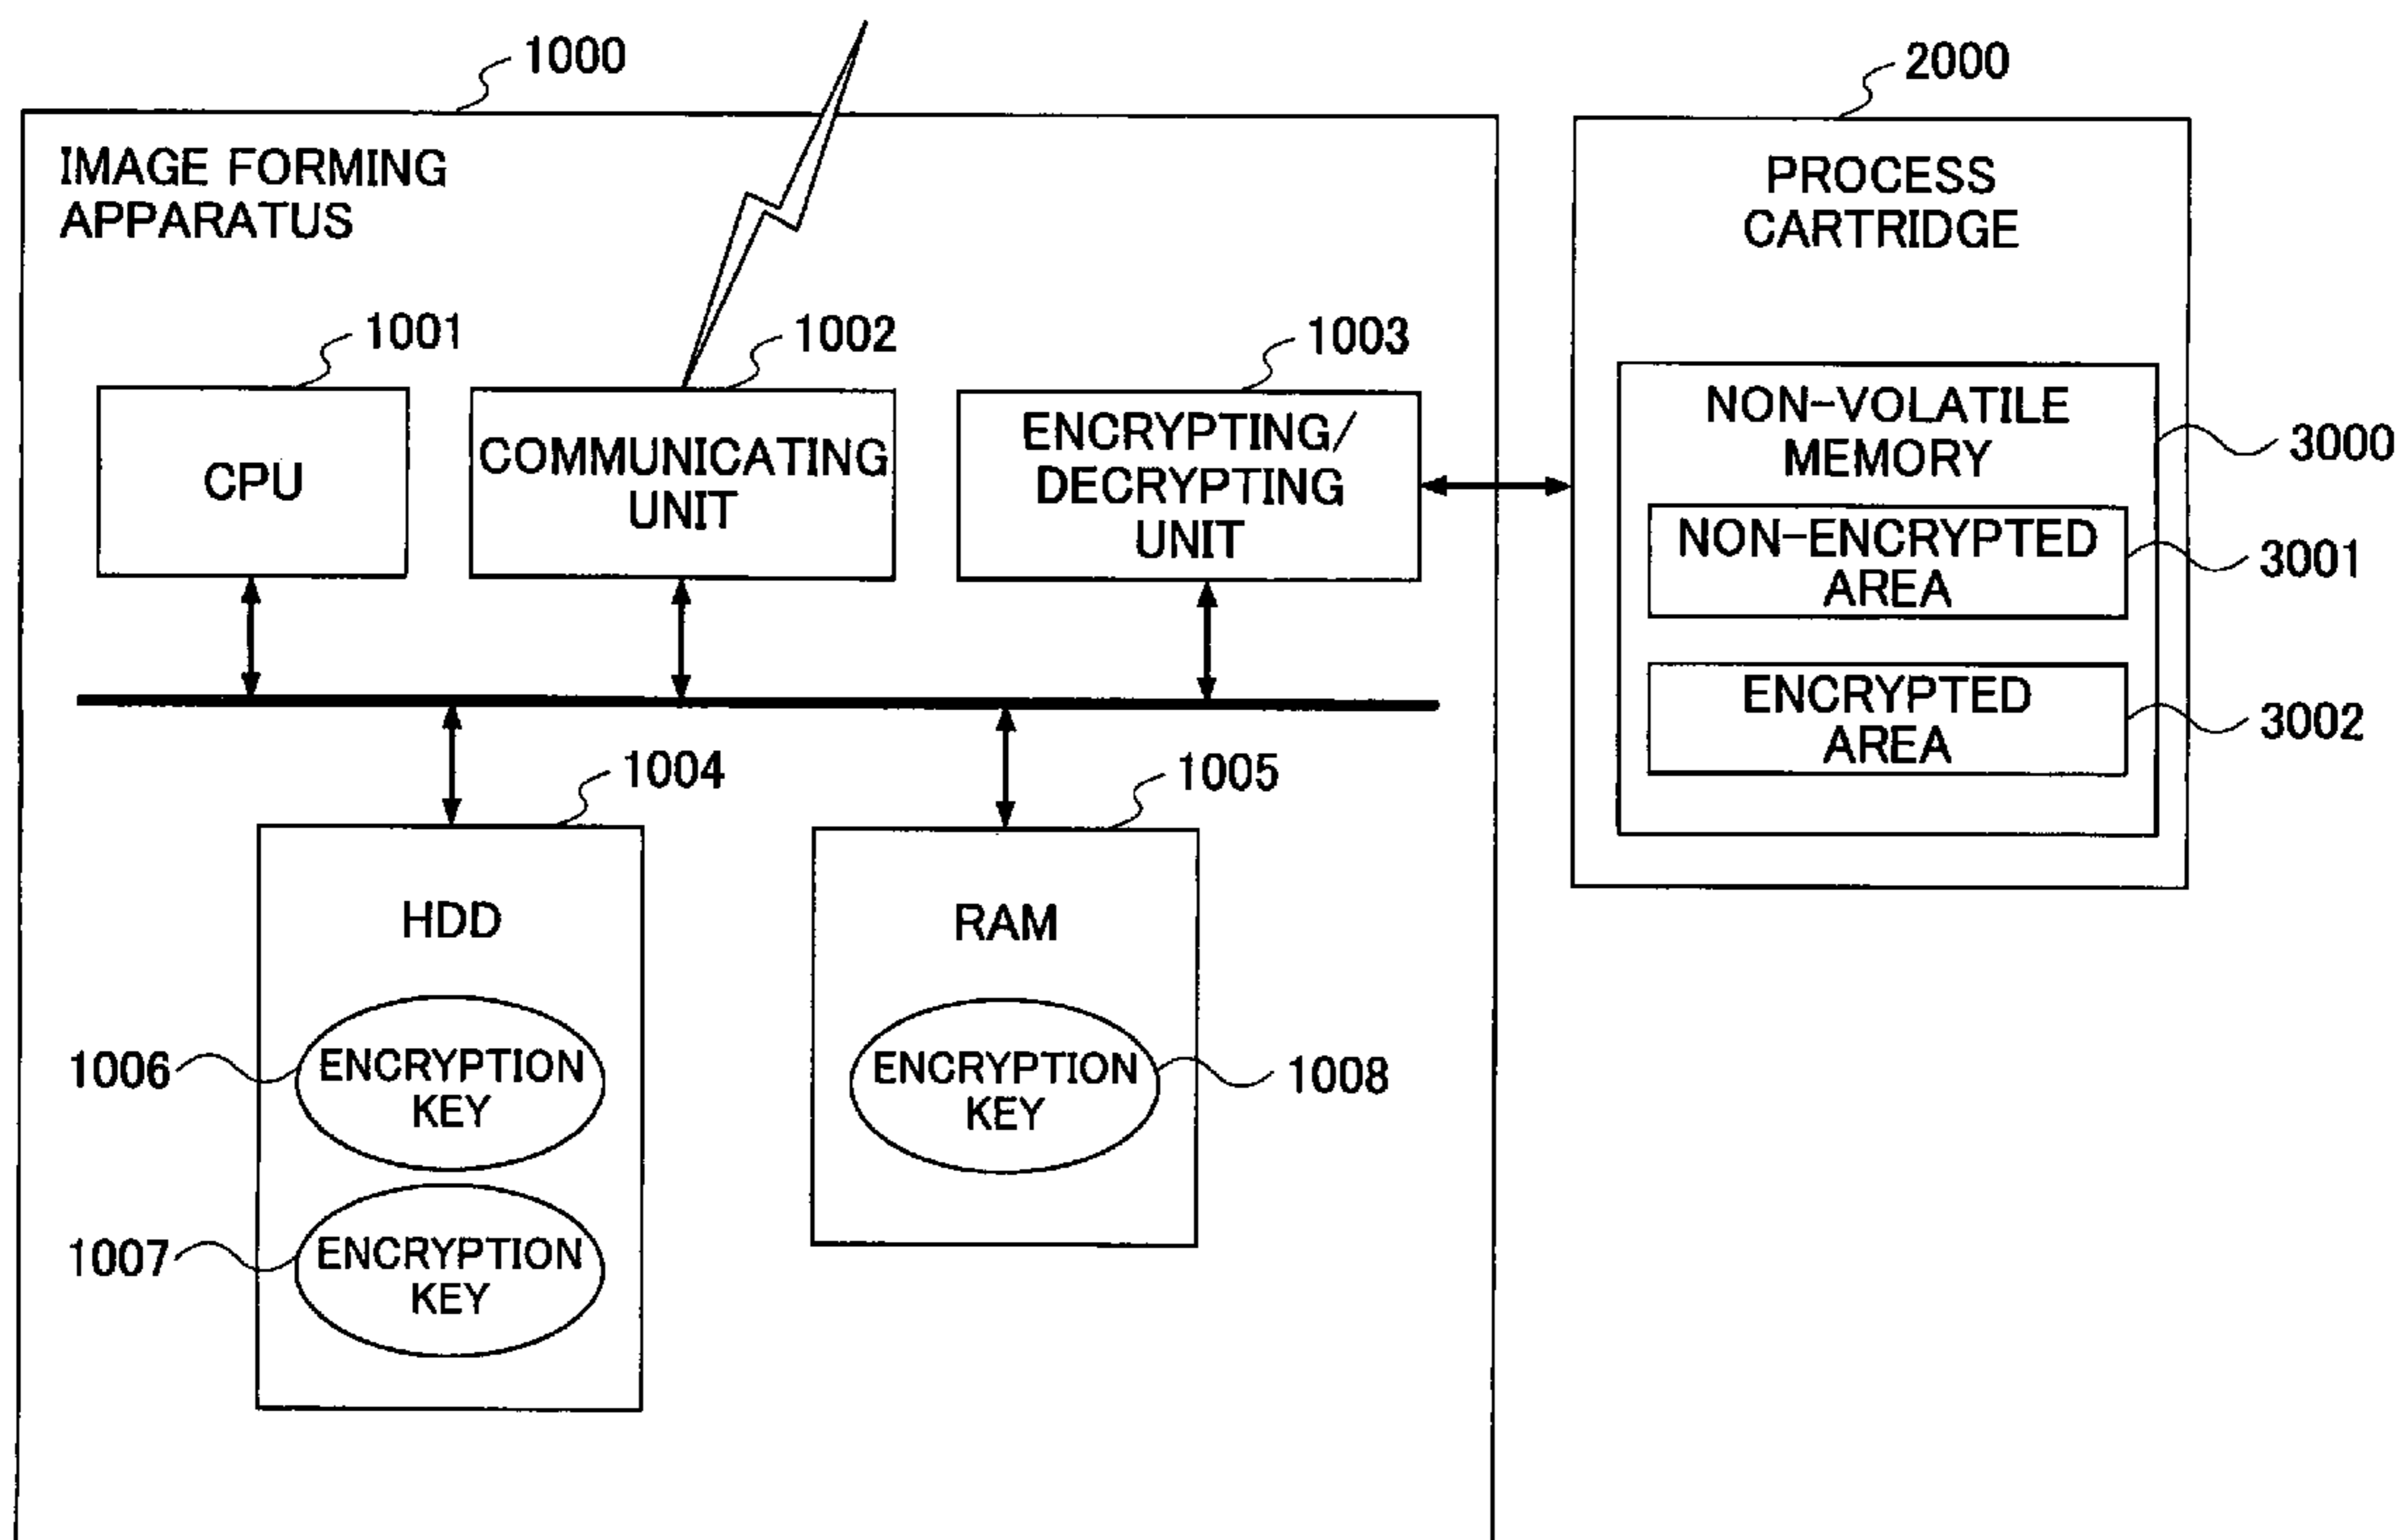 1000
2000
IMAGE FORMING
APPARATUS
PROCESS
CARTRIDGE
1001
1002
1003
CPU
COMMUNICATING
UNIT
ENCRYPTING/
DECRYPTING
UNIT
NON-VOLATILE
MEMORY
3000
NON-ENCRYPTED
AREA
3001
ENCRYPTED
AREA
3002
1004
1005
HDD
RAM
1006
ENCRYPTION
KEY
ENCRYPTION
KEY
1008
1007
ENCRYPTION
KEY